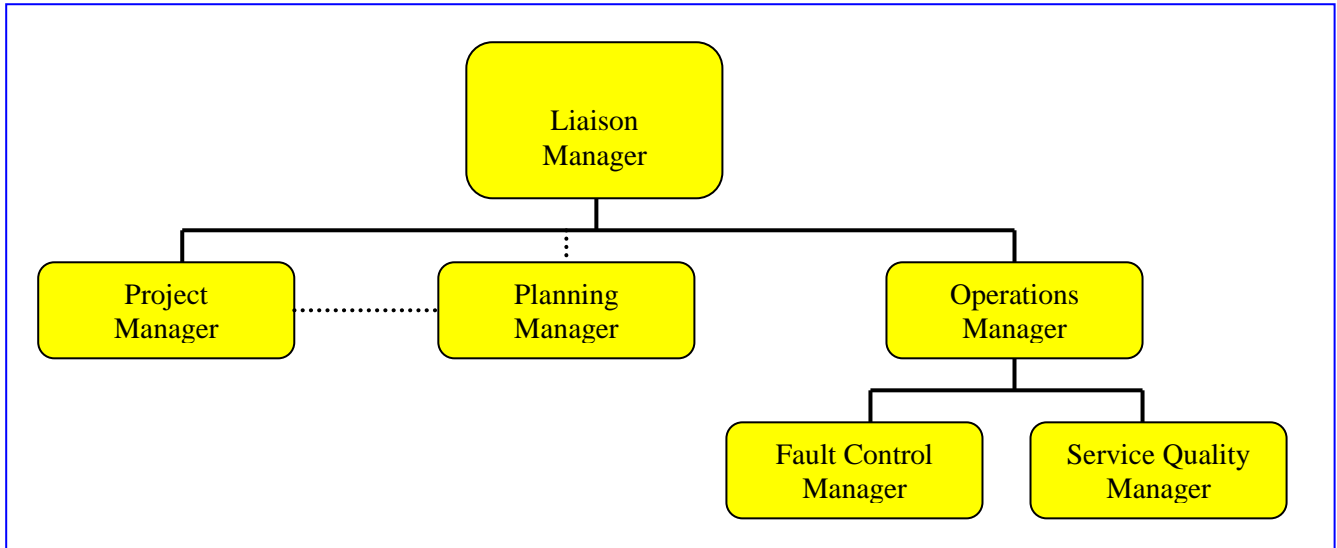 Liaison
Manager
Project
Manager
Planning
Manager
Operations
Manager
Fault Control
Manager
Service Quality
Manager